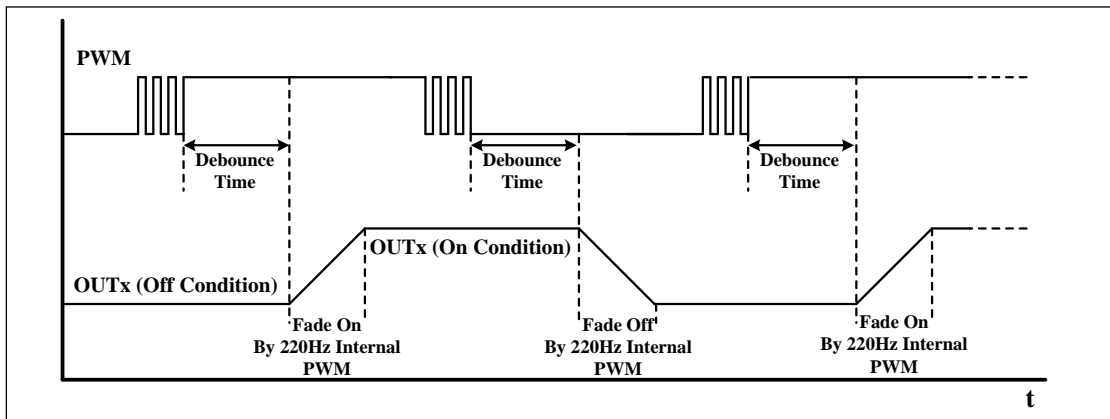 PWM
Debounce
Time
Debounce
Time
Debounce
Time
OUTx (On Condition)
OUTx (Off Condition)
Fade On
By 220Hz Internal
PWM
Fade Off
By 220Hz Internal
PWM
Fade On
By 220Hz Internal
PWM
t